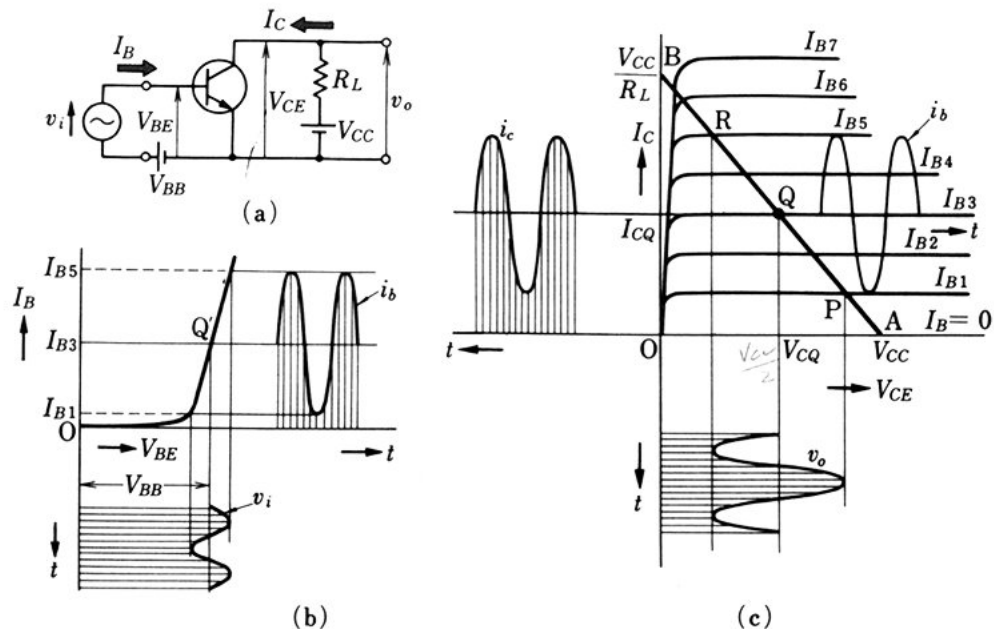 I_C
I_B
v_i
V_BE
V_CE
R_L
V_CC
v_o
V_BB
(a)
I_B5
I_B
I_B3
I_B1
O
Q'
i_b
V_BE
t
V_BB
v_i
t
(b)
V_CC
R_L
B
I_B7
I_B6
I_C
i_c
R
I_B5
i_b
I_B4
Q
I_CQ
I_B3
t
I_B2
I_B1
P
A
I_B=0
t
O
V_CQ
V_CC
V_CE
v_o
t
(c)